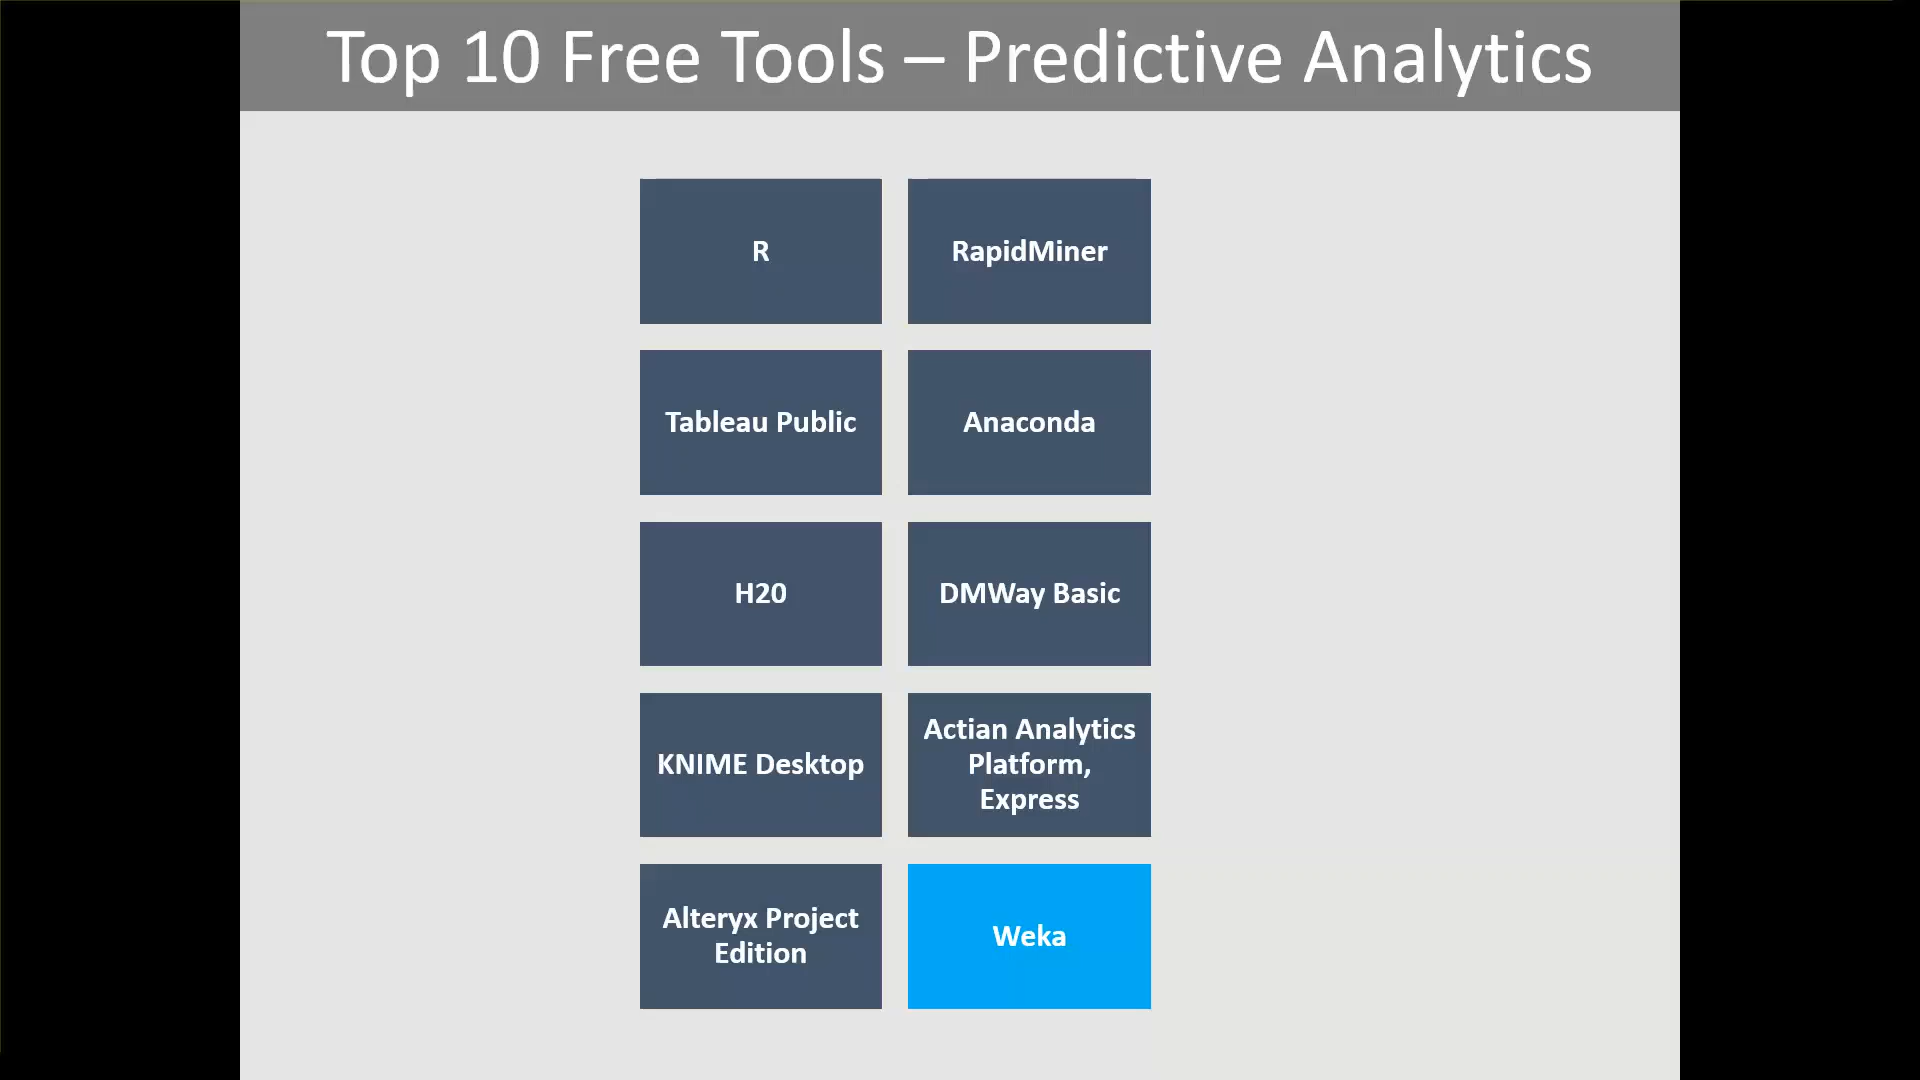 Top 10 Free Tools – Predictive Analytics
R
RapidMiner
Tableau Public
Anaconda
H20
DMWay Basic
KNIME Desktop
Actian Analytics
Platform,
Express
Alteryx Project
Edition
Weka